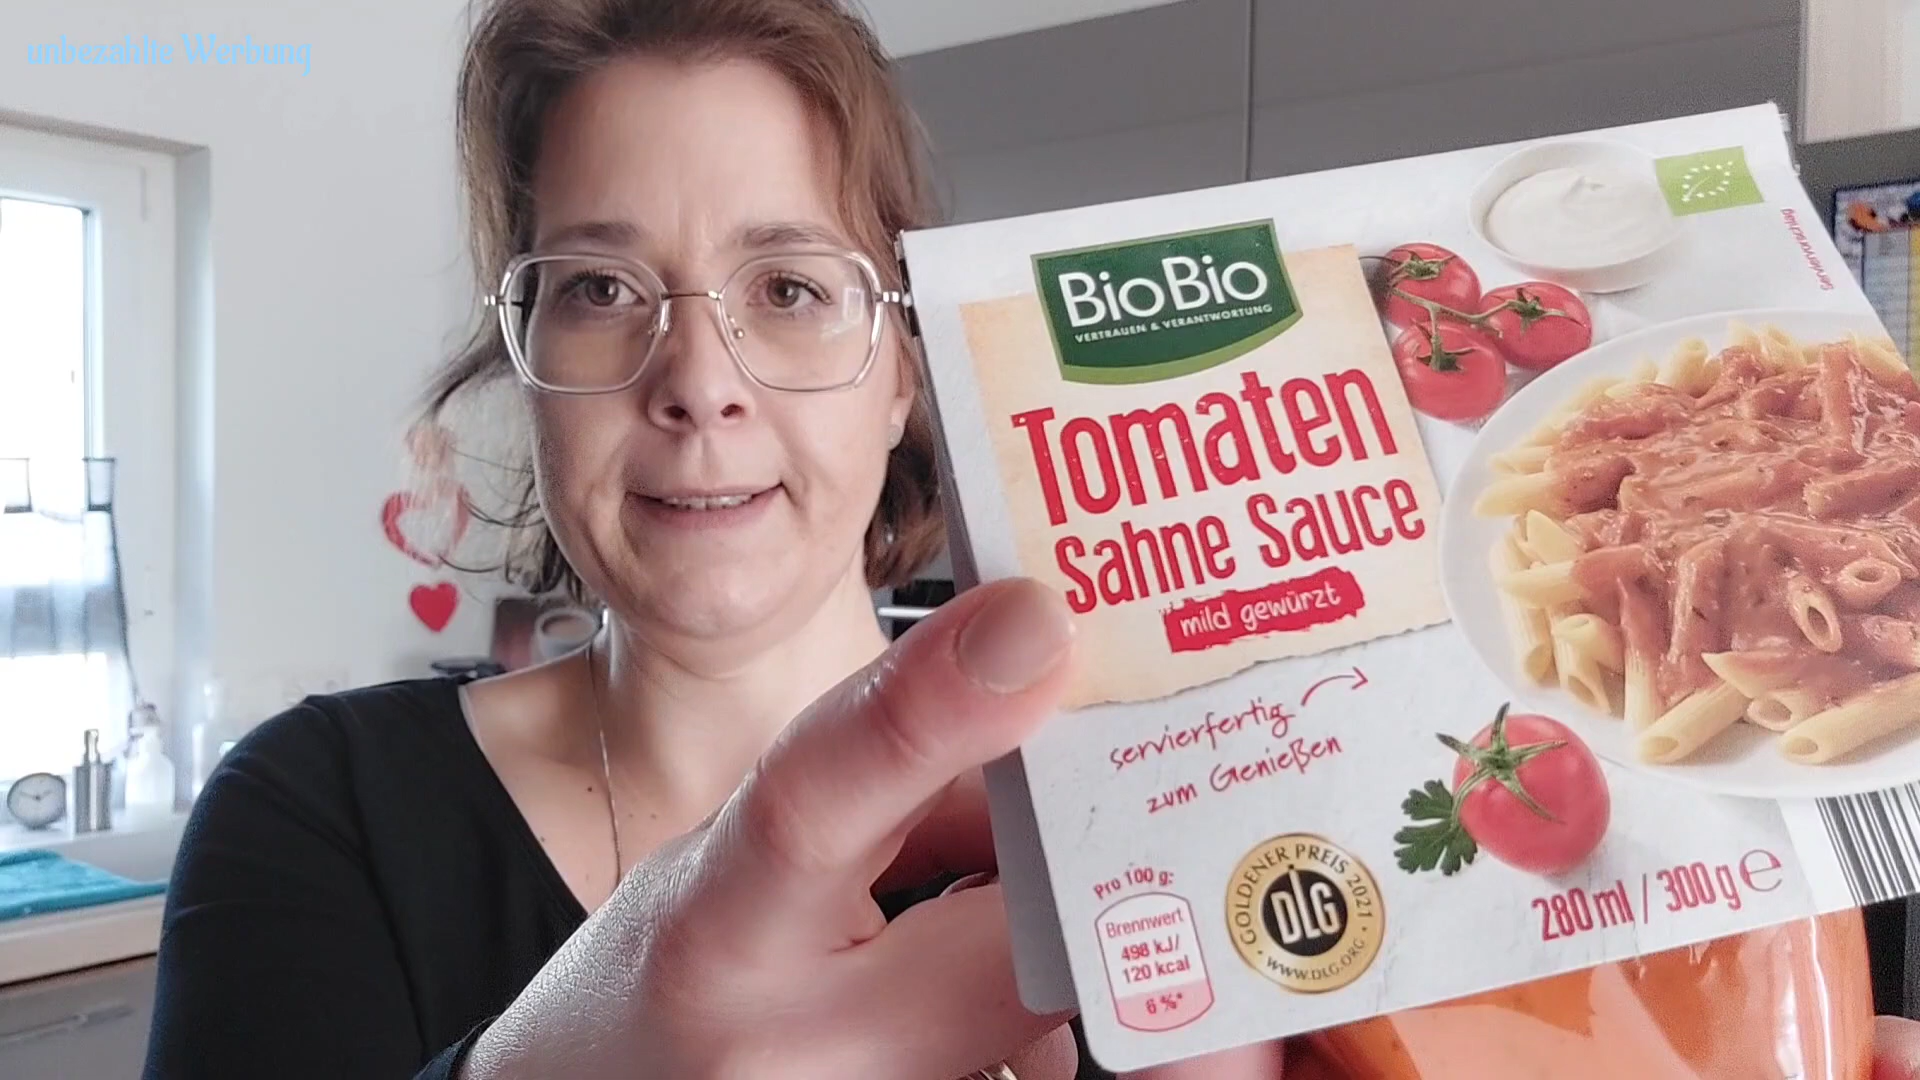 unbezahlte Werbung
BioBio
VERTRAUEN & VERANTWORTUNG
Tomaten
Sahne Sauce
mild gewürzt
servierfertig
zum Genießen
Serviervorschlag
Pro 100 g:
Brennwert
498 kJ/
120 kcal
6 %*
GOLDENER PREIS 2021
DLG
WWW.DLG.ORG
280 ml / 300 g e